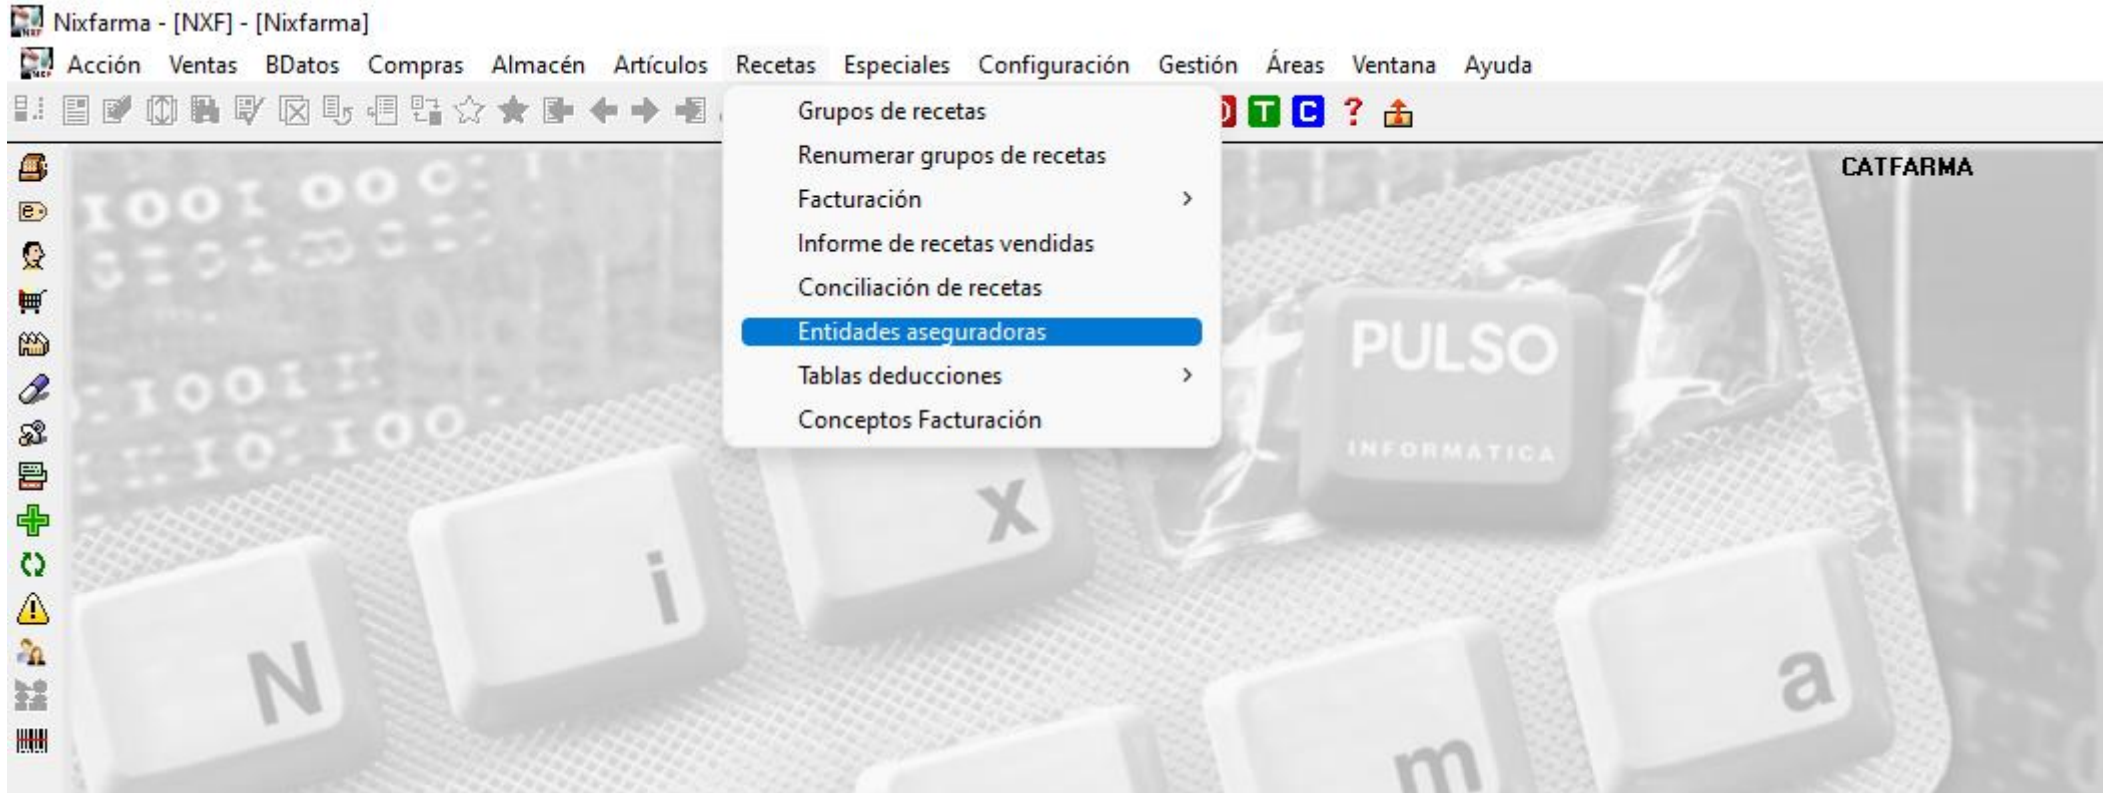 Nixfarma - [NXF] - [Nixfarma]
Acción Ventas BDatos Compras Almacén Artículos Recetas Especiales Configuración Gestión Áreas Ventana Ayuda
T C ?
Grupos de recetas
Renumerar grupos de recetas
Facturación
Informe de recetas vendidas
Conciliación de recetas
Entidades aseguradoras
Tablas deducciones
Conceptos Facturación
CATFARMA
PULSO
INFORMATICA
N i x
m a